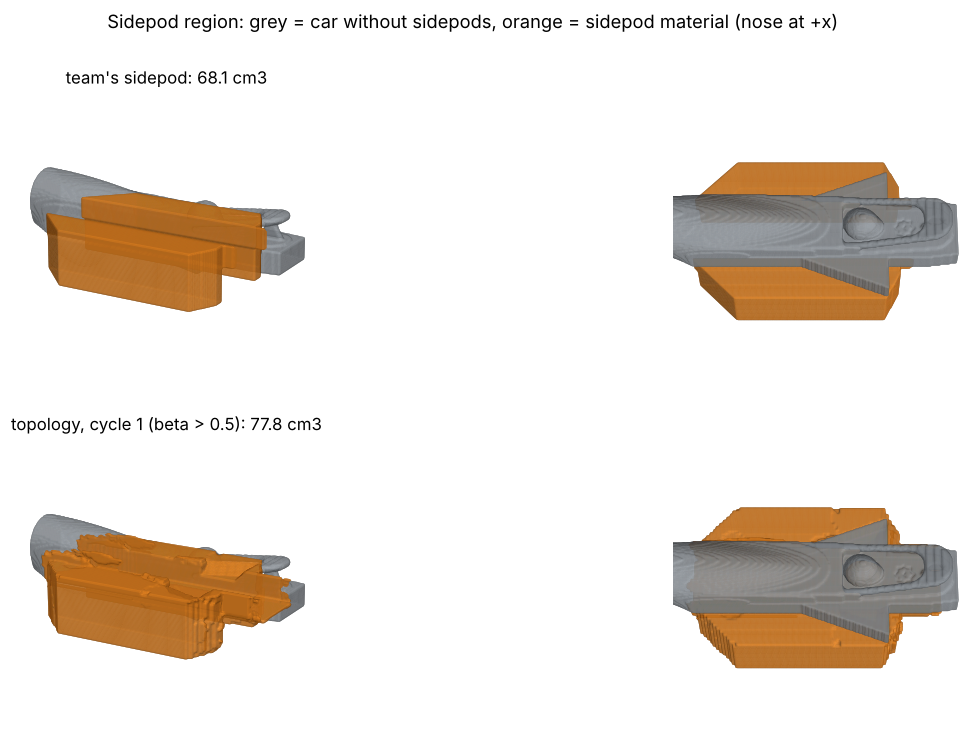 Sidepod region: grey = car without sidepods, orange = sidepod material (nose at +x)
team's sidepod: 68.1 cm3
topology, cycle 1 (beta > 0.5): 77.8 cm3